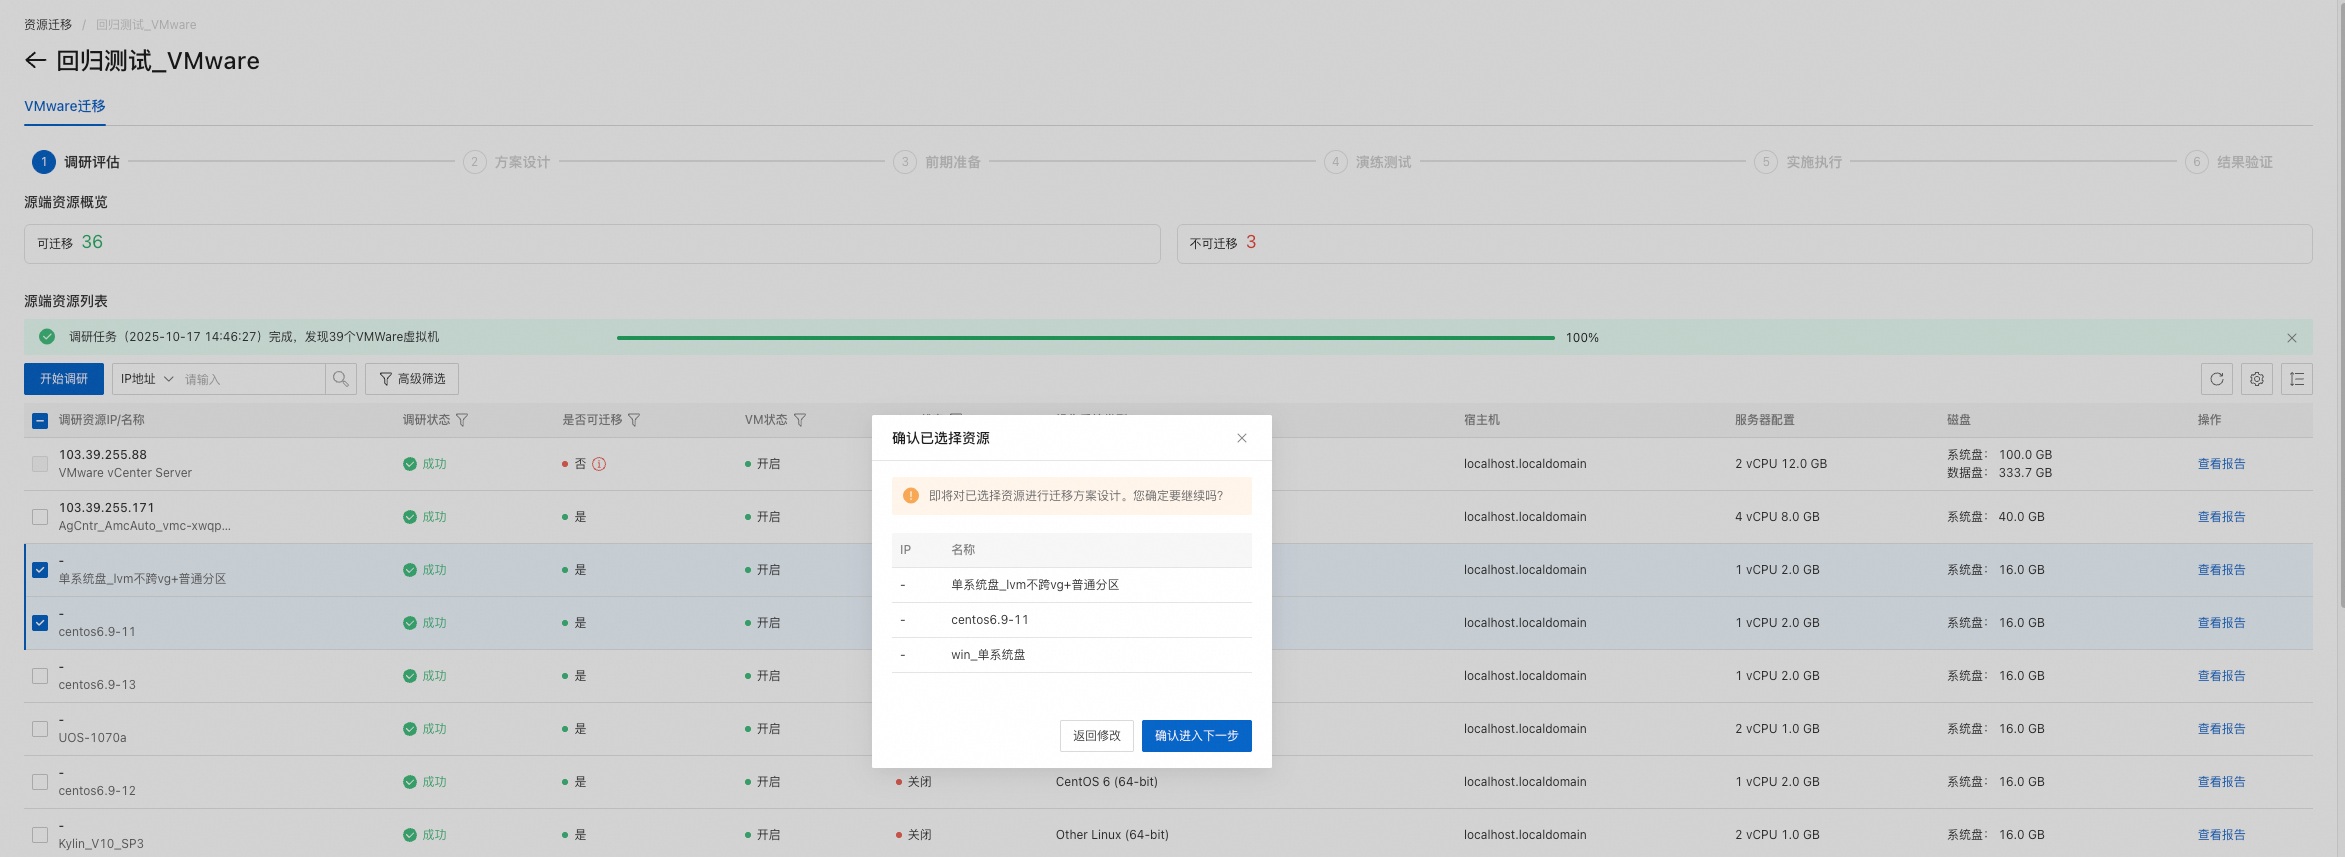 资源迁移 / 回归测试_VMware
回归测试_VMware
VMware迁移
1 调研评估
2 方案设计
3 前期准备
4 演练测试
5 实施执行
6 结果验证
源端资源概览
可迁移 36
不可迁移 3
源端资源列表
调研任务（2025-10-17 14:46:27）完成，发现39个VMWare虚拟机
100%
开始调研 IP地址 请输入 高级筛选
调研资源IP/名称 调研状态 是否可迁移 VM状态 宿主机 服务器配置 磁盘 操作
103.39.255.88
VMware vCenter Server
成功 否 开启 localhost.localdomain 2 vCPU 12.0 GB
系统盘： 100.0 GB
数据盘： 333.7 GB
查看报告
103.39.255.171
AgCntr_AmcAuto_vmc-xwqp...
成功 是 开启 localhost.localdomain 4 vCPU 8.0 GB 系统盘： 40.0 GB 查看报告
-
单系统盘_lvm不跨vg+普通分区
成功 是 开启 localhost.localdomain 1 vCPU 2.0 GB 系统盘： 16.0 GB 查看报告
-
centos6.9-11
成功 是 开启 localhost.localdomain 1 vCPU 2.0 GB 系统盘： 16.0 GB 查看报告
-
centos6.9-13
成功 是 开启 localhost.localdomain 1 vCPU 2.0 GB 系统盘： 16.0 GB 查看报告
-
UOS-1070a
成功 是 开启 localhost.localdomain 2 vCPU 1.0 GB 系统盘： 16.0 GB 查看报告
-
centos6.9-12
成功 是 开启 关闭 CentOS 6 (64-bit) localhost.localdomain 1 vCPU 2.0 GB 系统盘： 16.0 GB 查看报告
-
Kylin_V10_SP3
成功 是 开启 关闭 Other Linux (64-bit) localhost.localdomain 2 vCPU 1.0 GB 系统盘： 16.0 GB 查看报告
确认已选择资源
即将对已选择资源进行迁移方案设计。您确定要继续吗?
IP 名称
- 单系统盘_lvm不跨vg+普通分区
- centos6.9-11
- win_单系统盘
返回修改 确认进入下一步